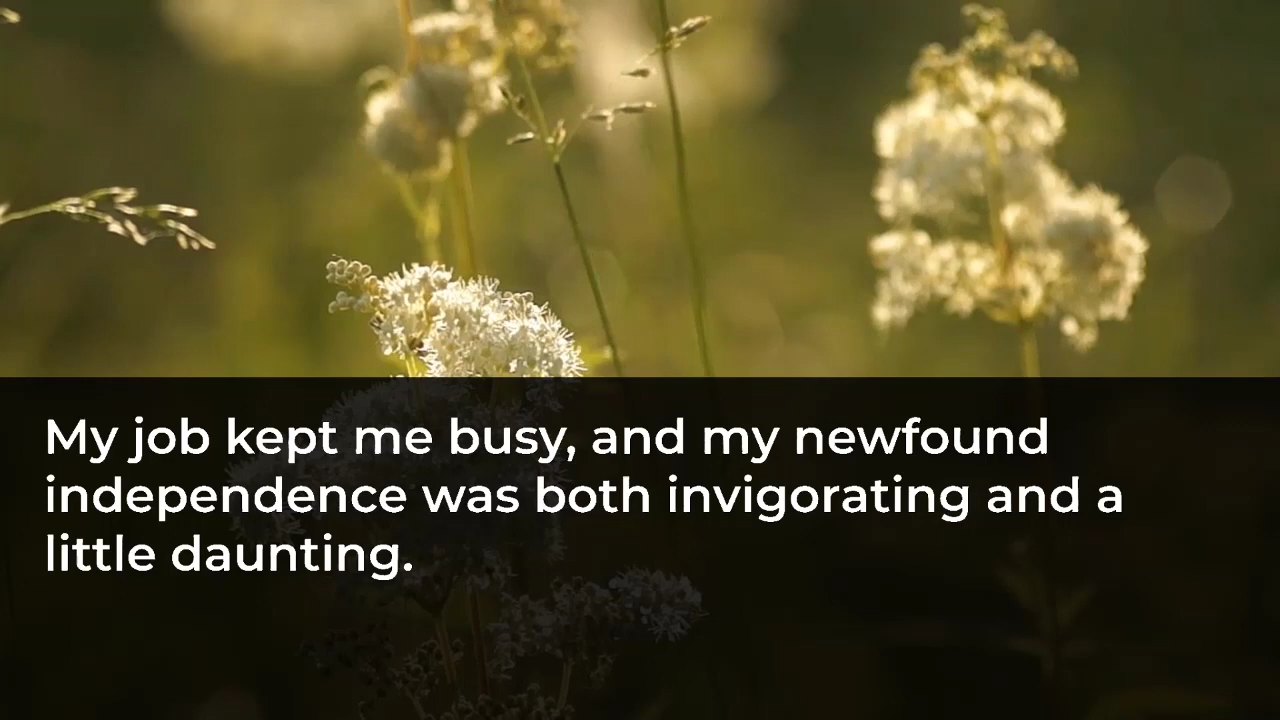 My job kept me busy, and my newfound
independence was both invigorating and a
little daunting.